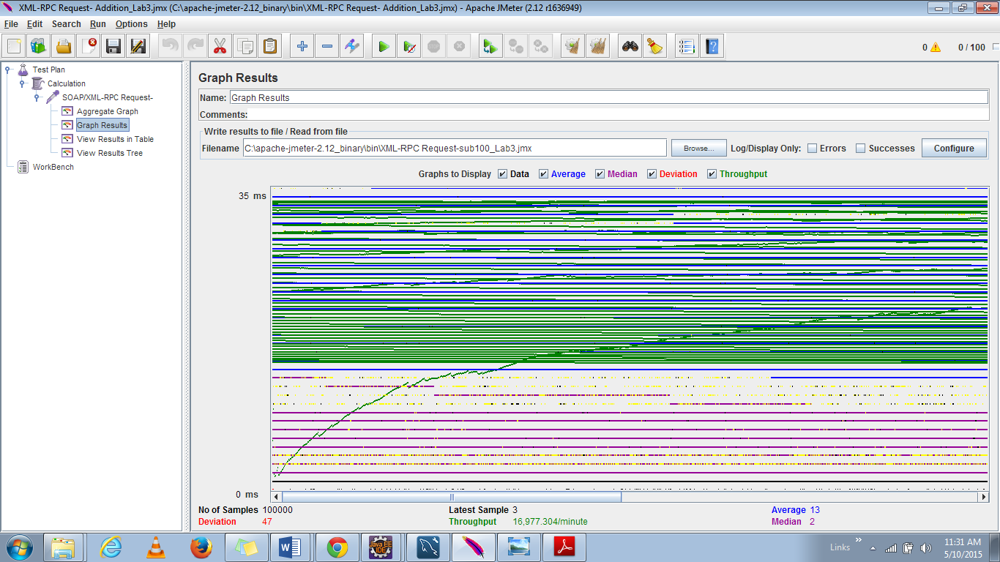 XML-RPC Request- Addition_Lab3.jmx (C:\apache-jmeter-2.12_binary\bin\XML-RPC Request- Addition_Lab3.jmx) - Apache JMeter (2.12 r1636949)
File Edit Search Run Options Help
0 0 / 100
Test Plan
Calculation
SOAP/XML-RPC Request-
Aggregate Graph
Graph Results
View Results in Table
View Results Tree
WorkBench
Graph Results
Name: Graph Results
Comments:
Write results to file / Read from file
Filename C:\apache-jmeter-2.12_binary\bin\XML-RPC Request-sub100_Lab3.jmx Browse... Log/Display Only: Errors Successes Configure
Graphs to Display Data Average Median Deviation Throughput
35 ms
0 ms
No of Samples 100000 Latest Sample 3 Average 13
Deviation 47 Throughput 16,977.304/minute Median 2
Java EE
IDE
Links
11:31 AM
5/10/2015